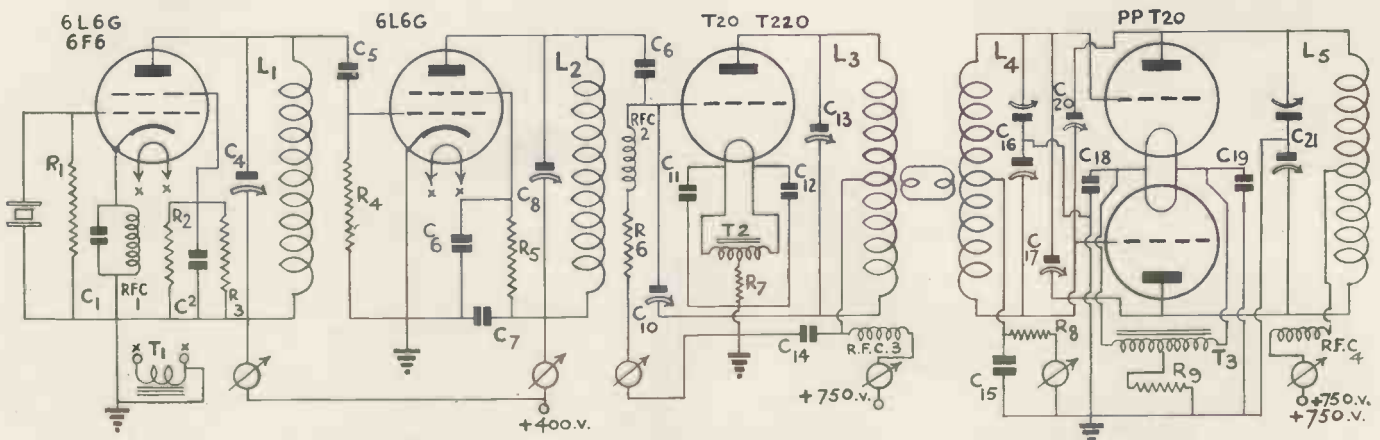 6L6G
6F6
6L6G
T20 T220
PP T20
C5
C6
L1
L2
L3
L4
L5
C20
C13
C21
RFC 2
R1
C4
C16
C11
C12
C18
C19
R4
C8
R2
T2
C6
R5
R6
R7
C17
C1
RFC 1
C2
R3
C10
C7
C14
R.F.C.3
R8
T3
R.F.C 4
x x
x x
x T1 x
C15
R9
+400.v.
+750.v.
+750.v.
+750.v.